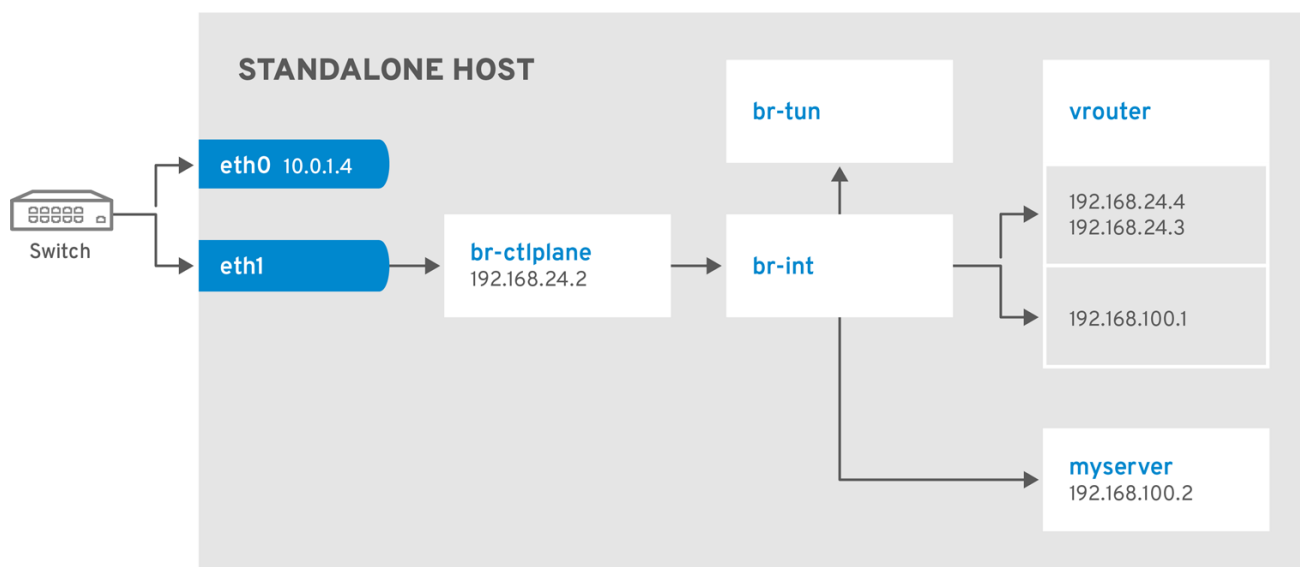 STANDALONE HOST
eth0 10.0.1.4
Switch
eth1
br-ctlplane
192.168.24.2
br-tun
br-int
vrouter
192.168.24.4
192.168.24.3
192.168.100.1
myserver
192.168.100.2